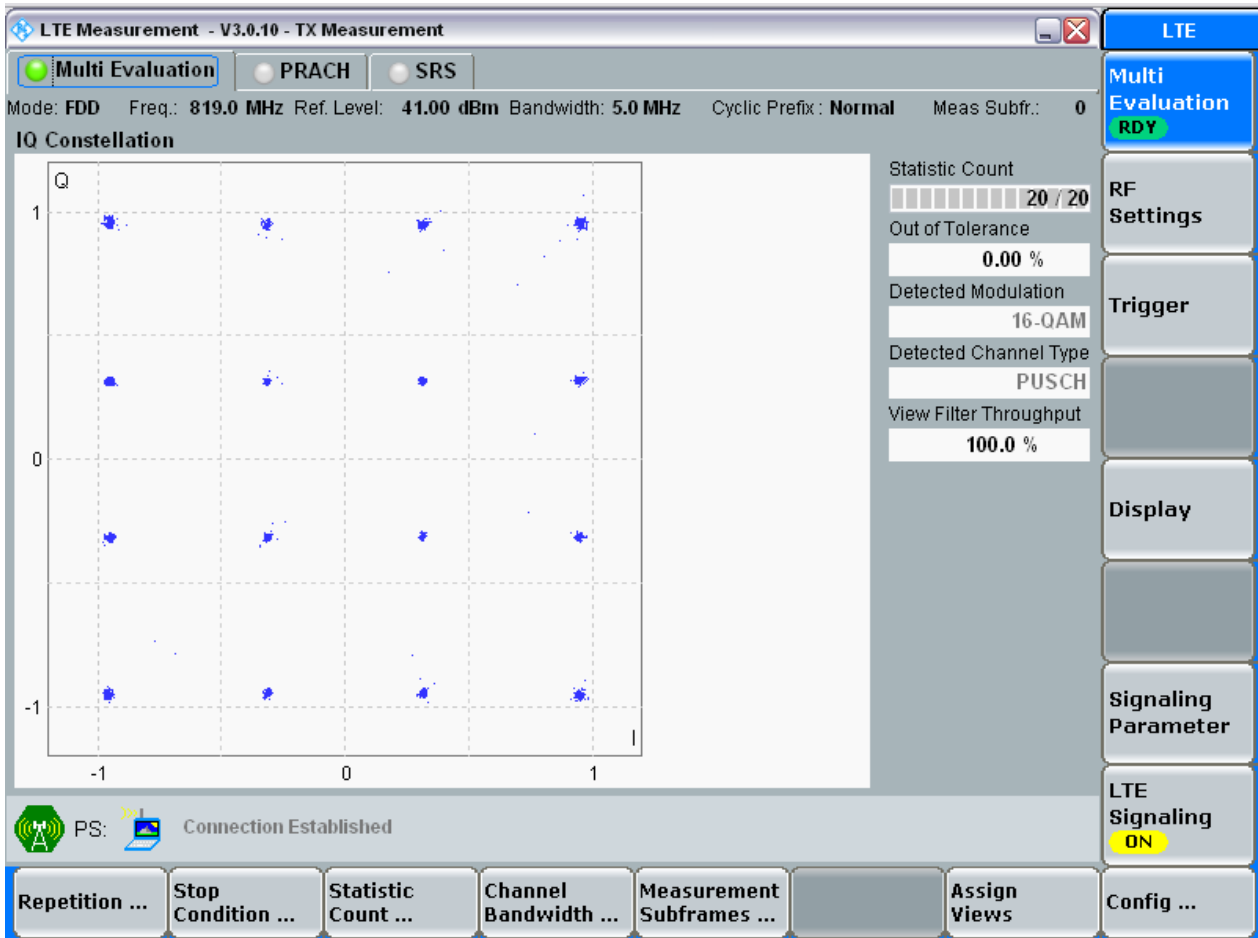 LTE Measurement - V3.0.10 - TX Measurement
LTE
Multi Evaluation PRACH SRS
Multi
Evaluation
RDY
Mode: FDD Freq.: 819.0 MHz Ref. Level: 41.00 dBm Bandwidth: 5.0 MHz Cyclic Prefix : Normal Meas Subfr.: 0
IQ Constellation
Q
1
0
-1
I
-1 0 1
Statistic Count
20 / 20
Out of Tolerance
0.00 %
Detected Modulation
16-QAM
Detected Channel Type
PUSCH
View Filter Throughput
100.0 %
RF
Settings
Trigger
Display
Signaling
Parameter
LTE
Signaling
ON
PS: Connection Established
Repetition ...
Stop
Condition ...
Statistic
Count ...
Channel
Bandwidth ...
Measurement
Subframes ...
Assign
Views
Config ...